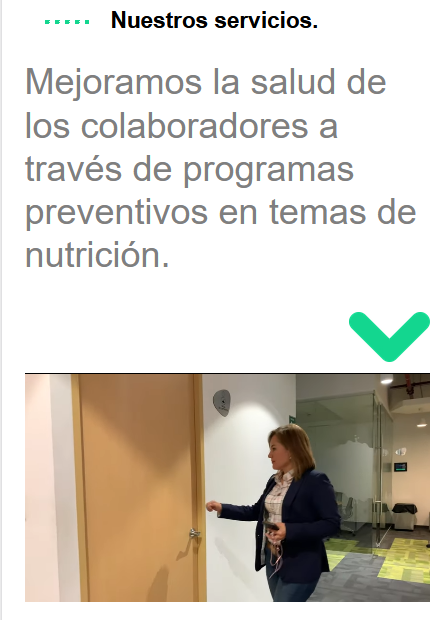 Nuestros servicios.
Mejoramos la salud de
los colaboradores a
través de programas
preventivos en temas de
nutrición.